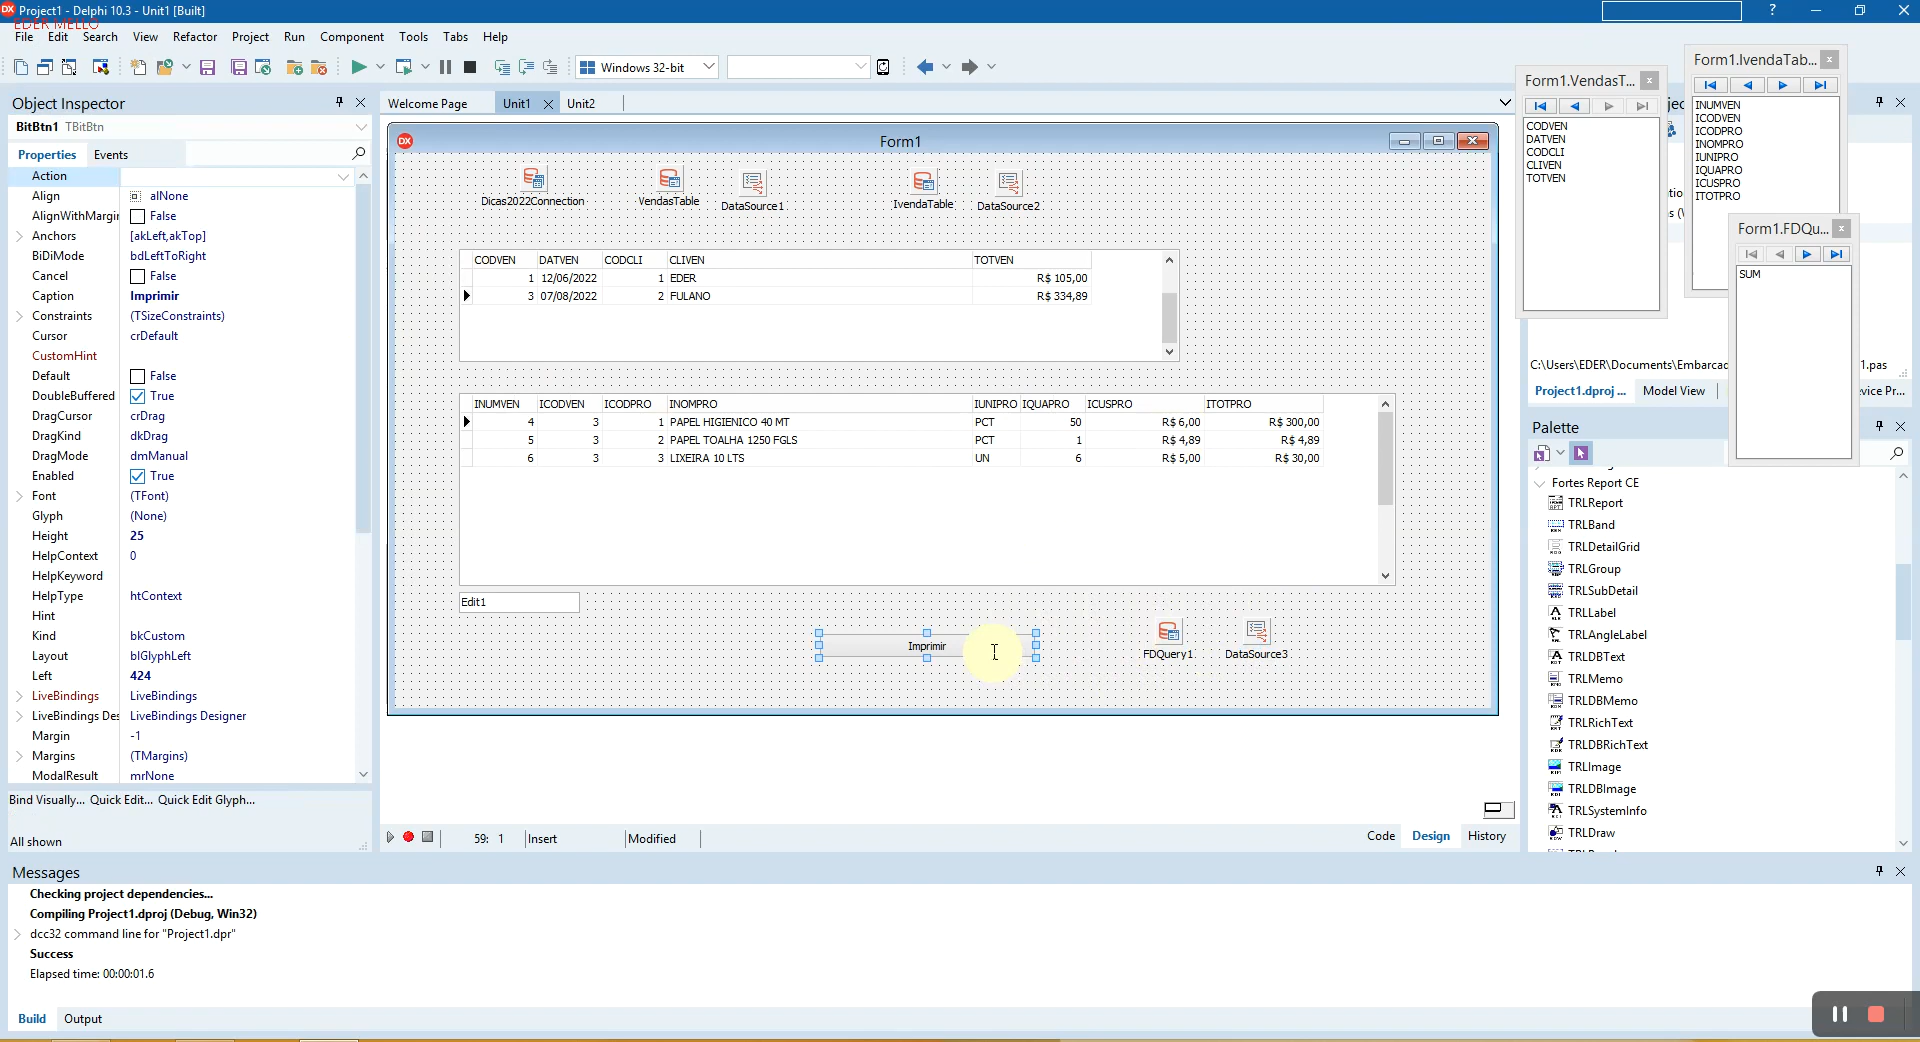 Project1 - Delphi 10.3 - Unit1 [Built]
EDER MELLO
File Edit Search View Refactor Project Run Component Tools Tabs Help
Windows 32-bit
Object Inspector
BitBtn1 TBitBtn
Properties Events
Action
Align alNone
AlignWithMargin False
Anchors [akLeft,akTop]
BiDiMode bdLeftToRight
Cancel False
Caption Imprimir
Constraints (TSizeConstraints)
Cursor crDefault
CustomHint
Default False
DoubleBuffered True
DragCursor crDrag
DragKind dkDrag
DragMode dmManual
Enabled True
Font (TFont)
Glyph (None)
Height 25
HelpContext 0
HelpKeyword
HelpType htContext
Hint
Kind bkCustom
Layout blGlyphLeft
Left 424
LiveBindings LiveBindings
LiveBindings Des LiveBindings Designer
Margin -1
Margins (TMargins)
ModalResult mrNone
Bind Visually... Quick Edit... Quick Edit Glyph...
All shown
Welcome Page Unit1 Unit2
Form1
Dicas2022Connection VendasTable DataSource1 IvendaTable DataSource2
CODVEN DATVEN CODCLI CLIVEN TOTVEN
1 12/06/2022 1 EDER R$ 105,00
3 07/08/2022 2 FULANO R$ 334,89
INUMVEN ICODVEN ICODPRO INOMPRO IUNIPRO IQUAPRO ICUSPRO ITOTPRO
4 3 1 PAPEL HIGIENICO 40 MT PCT 50 R$ 6,00 R$ 300,00
5 3 2 PAPEL TOALHA 1250 FGLS PCT 1 R$ 4,89 R$ 4,89
6 3 3 LIXEIRA 10 LTS UN 6 R$ 5,00 R$ 30,00
Edit1
Imprimir
FDQuery1 DataSource3
59: 1 Insert Modified
Code Design History
Form1.VendasT...
CODVEN
DATVEN
CODCLI
CLIVEN
TOTVEN
Form1.IvendaTab...
INUMVEN
ICODVEN
ICODPRO
INOMPRO
IUNIPRO
IQUAPRO
ICUSPRO
ITOTPRO
Form1.FDQu...
SUM
C:\Users\EDER\Documents\Embarcad 1.pas
Project1.dproj ... Model View vice Pr...
Palette
Fortes Report CE
TRLReport
TRLBand
TRLDetailGrid
TRLGroup
TRLSubDetail
TRLLabel
TRLAngleLabel
TRLDBText
TRLMemo
TRLDBMemo
TRLRichText
TRLDBRichText
TRLImage
TRLDBImage
TRLSystemInfo
TRLDraw
Messages
Checking project dependencies...
Compiling Project1.dproj (Debug, Win32)
dcc32 command line for "Project1.dpr"
Success
Elapsed time: 00:00:01.6
Build Output